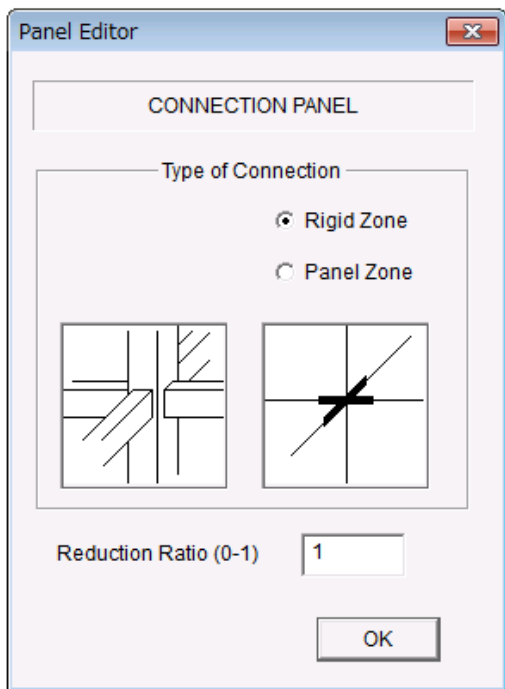 Panel Editor
CONNECTION PANEL
Type of Connection
Rigid Zone
Panel Zone
Reduction Ratio (0-1)
1
OK